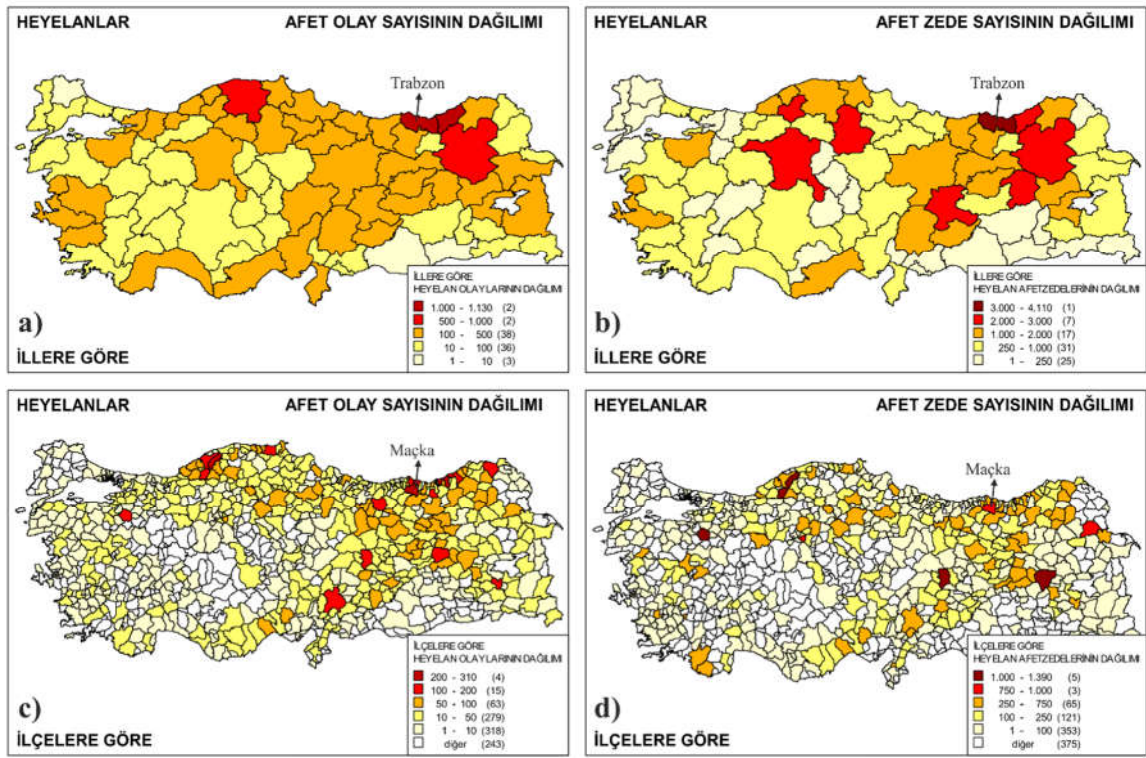 HEYELANLAR AFET OLAY SAYISININ DAĞILIMI
Trabzon
a)
İLLERE GÖRE
İLLERE GÖRE
HEYELAN OLAYLARININ DAĞILIMI
1.000 - 1.130 (2)
500 - 1.000 (2)
100 - 500 (38)
10 - 100 (36)
1 - 10 (3)
HEYELANLAR AFET ZEDE SAYISININ DAĞILIMI
Trabzon
b)
İLLERE GÖRE
İLLERE GÖRE
HEYELAN AFETZEDELERİNİN DAĞILIMI
3.000 - 4.110 (1)
2.000 - 3.000 (7)
1.000 - 2.000 (17)
250 - 1.000 (31)
1 - 250 (25)
HEYELANLAR AFET OLAY SAYISININ DAĞILIMI
Maçka
c)
İLÇELERE GÖRE
İLÇELERE GÖRE
HEYELAN OLAYLARININ DAĞILIMI
200 - 310 (4)
100 - 200 (15)
50 - 100 (63)
10 - 50 (279)
1 - 10 (318)
diğer (243)
HEYELANLAR AFET ZEDE SAYISININ DAĞILIMI
Maçka
d)
İLÇELERE GÖRE
İLÇELERE GÖRE
HEYELAN AFETZEDELERİNİN DAĞILIMI
1.000 - 1.390 (5)
750 - 1.000 (3)
250 - 750 (65)
100 - 250 (121)
1 - 100 (353)
diğer (375)